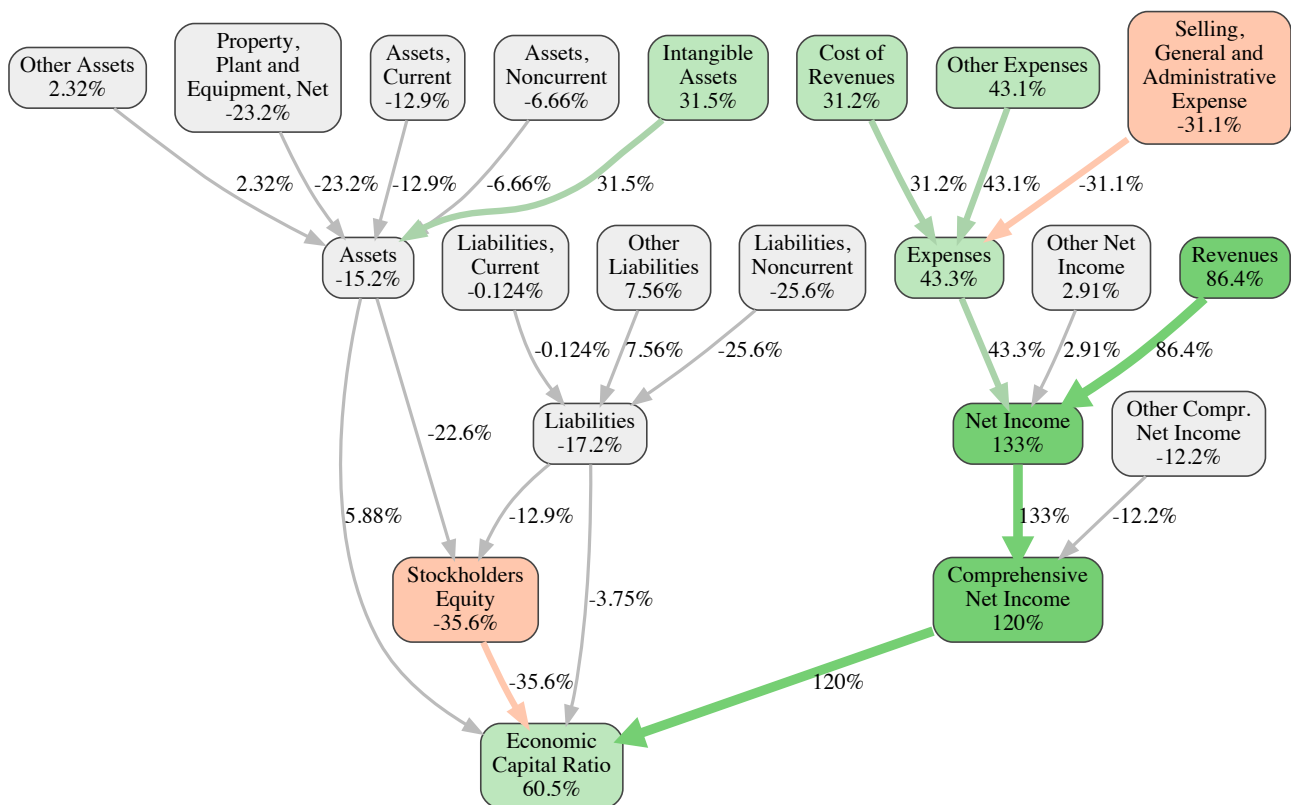 Other Assets
2.32%
Property,
Plant and
Equipment, Net
-23.2%
Assets,
Current
-12.9%
Assets,
Noncurrent
-6.66%
Intangible
Assets
31.5%
Cost of
Revenues
31.2%
Other Expenses
43.1%
Selling,
General and
Administrative
Expense
-31.1%
2.32%
-23.2%
-12.9%
-6.66%
31.5%
31.2%
43.1%
-31.1%
Assets
-15.2%
Liabilities,
Current
-0.124%
Other
Liabilities
7.56%
Liabilities,
Noncurrent
-25.6%
Expenses
43.3%
Other Net
Income
2.91%
Revenues
86.4%
-0.124%
7.56%
-25.6%
43.3%
2.91%
86.4%
-22.6%
Liabilities
-17.2%
Net Income
133%
Other Compr.
Net Income
-12.2%
5.88%
-12.9%
133%
-12.2%
Stockholders
Equity
-35.6%
-3.75%
Comprehensive
Net Income
120%
-35.6%
120%
Economic
Capital Ratio
60.5%